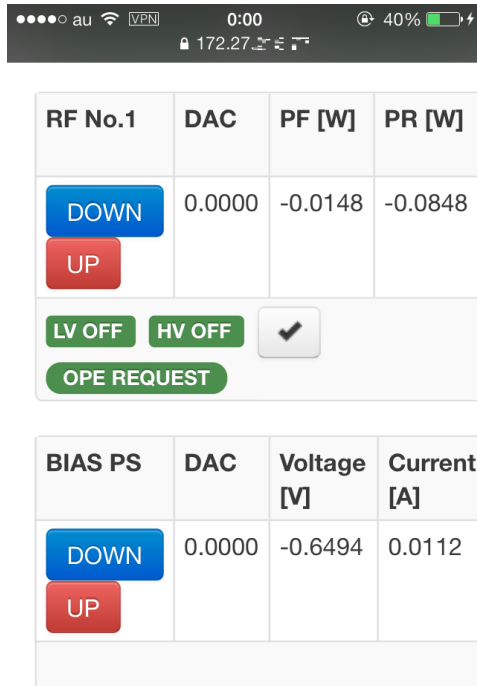 au VPN 0:00 40%
172.27.
RF No.1 DAC PF [W] PR [W]
DOWN 0.0000 -0.0148 -0.0848
UP
LV OFF HV OFF
OPE REQUEST
BIAS PS DAC Voltage [V] Current [A]
DOWN 0.0000 -0.6494 0.0112
UP